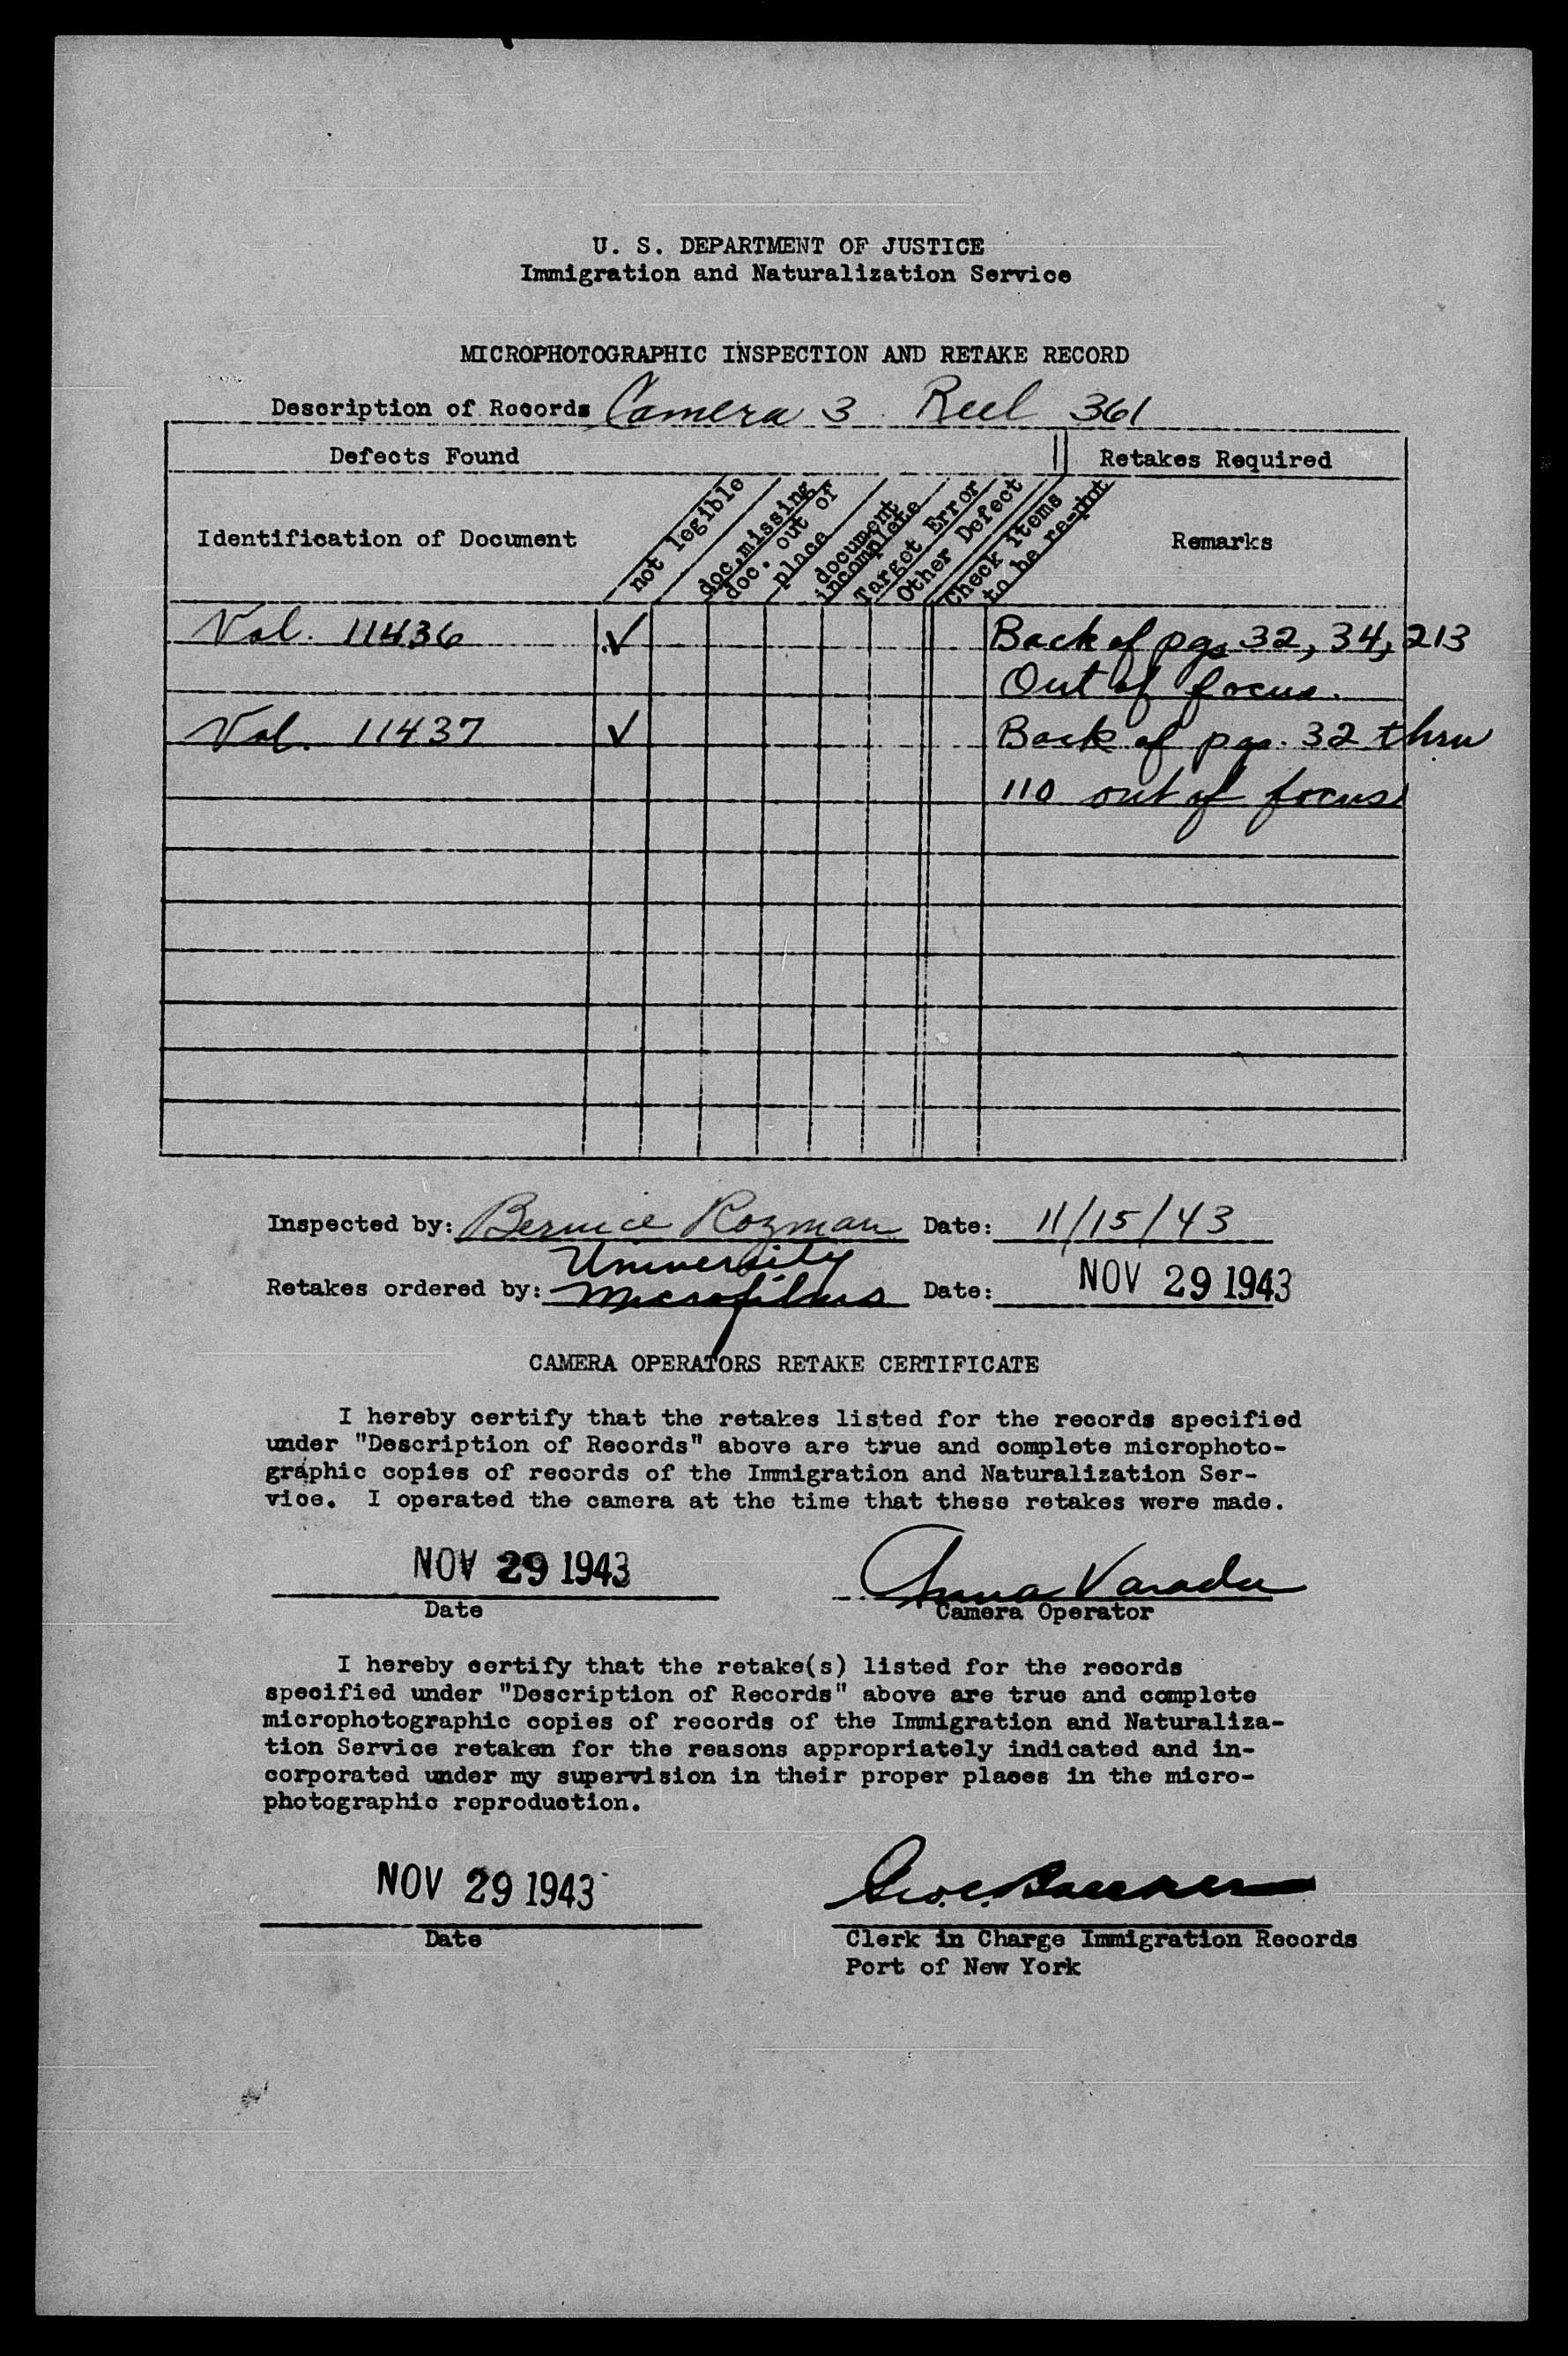 U. S. DEPARTMENT OF JUSTICE
Immigration and Naturalization Service
MICROPHOTOGRAPHIC INSPECTION AND RETAKE RECORD
Description of Records Camera 3 Reel 361
Defects Found
Retakes Required
Identification of Document
not legible
doc. missing
doc. out of
place
document
incomplete
Target Error
Other Defect
Check items
to be re-phot
Remarks
Vol. 11436 ✓ Back of pgs 32, 34, 213
Out of focus.
Vol. 11437 ✓ Back of pgs. 32 thru
110 out of focus
Inspected by: Bernice Rozman Date: 11/15/43
University
Retakes ordered by: Microfilms Date: NOV 29 1943
CAMERA OPERATORS RETAKE CERTIFICATE
I hereby certify that the retakes listed for the records specified
under "Description of Records" above are true and complete microphoto-
graphic copies of records of the Immigration and Naturalization Ser-
vice. I operated the camera at the time that these retakes were made.
NOV 29 1943
Anna
Date
Camera Operator
I hereby certify that the retake(s) listed for the records
specified under "Description of Records" above are true and complete
microphotographic copies of records of the Immigration and Naturaliza-
tion Service retaken for the reasons appropriately indicated and in-
corporated under my supervision in their proper places in the micro-
photographic reproduction.
NOV 29 1943
Date
Clerk in Charge Immigration Records
Port of New York